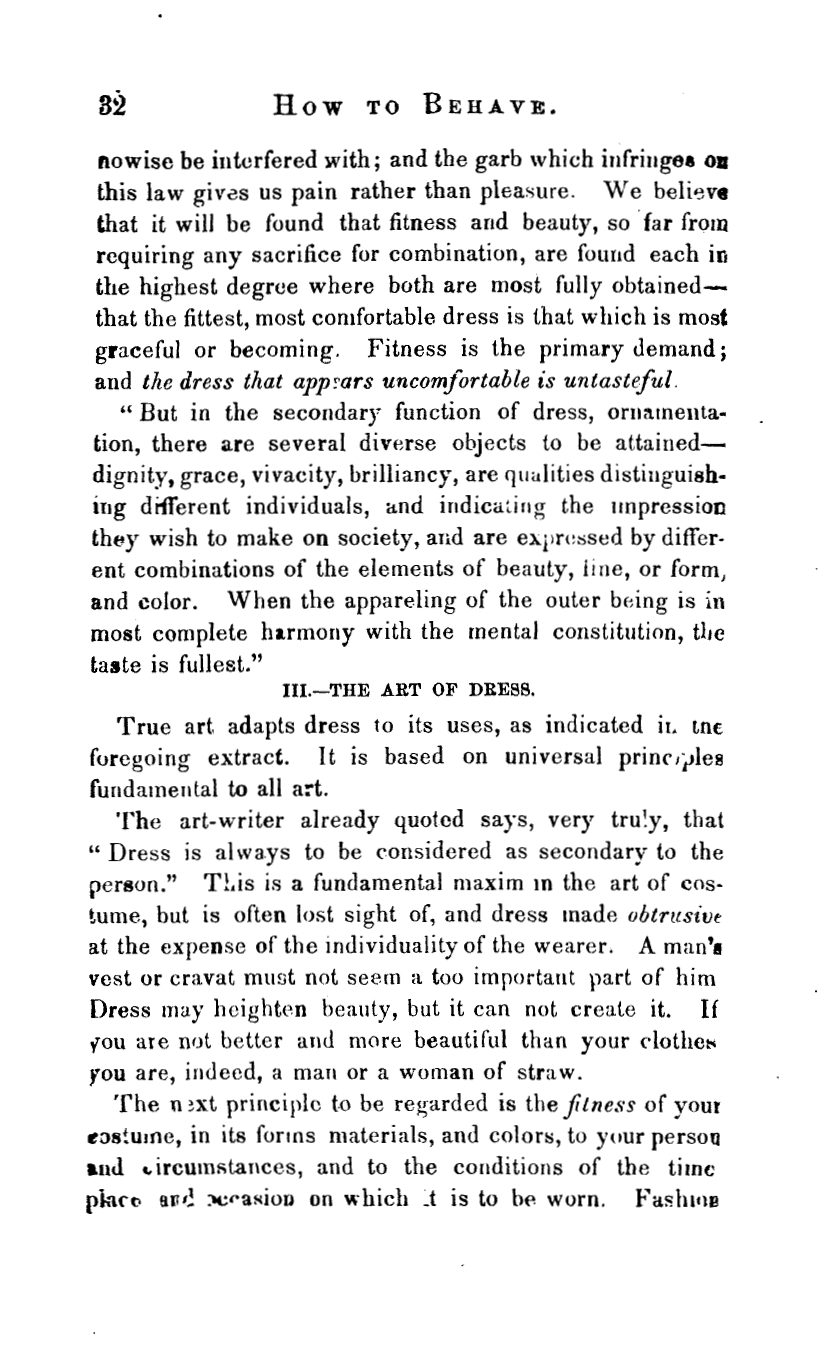 32 HOW TO BEHAVE.
nowise be interfered with; and the garb which infringes on
this law gives us pain rather than pleasure. We believe
that it will be found that fitness and beauty, so far from
requiring any sacrifice for combination, are found each in
the highest degree where both are most fully obtained—
that the fittest, most comfortable dress is that which is most
graceful or becoming. Fitness is the primary demand;
and the dress that appears uncomfortable is untasteful.
“But in the secondary function of dress, ornamenta-
tion, there are several diverse objects to be attained—
dignity, grace, vivacity, brilliancy, are qualities distinguish-
ing different individuals, and indicating the impression
they wish to make on society, and are expressed by differ-
ent combinations of the elements of beauty, line, or form,
and color. When the appareling of the outer being is in
most complete harmony with the mental constitution, the
taste is fullest.”
III.—THE ART OF DRESS.
True art adapts dress to its uses, as indicated in the
foregoing extract. It is based on universal principles
fundamental to all art.
The art-writer already quoted says, very truly, that
“Dress is always to be considered as secondary to the
person.” This is a fundamental maxim in the art of cos-
tume, but is often lost sight of, and dress made obtrusive
at the expense of the individuality of the wearer. A man’s
vest or cravat must not seem a too important part of him
Dress may heighten beauty, but it can not create it. If
you are not better and more beautiful than your clothes
you are, indeed, a man or a woman of straw.
The next principle to be regarded is the fitness of your
costume, in its forms materials, and colors, to your person
and circumstances, and to the conditions of the time
place and occasion on which it is to be worn. Fashion